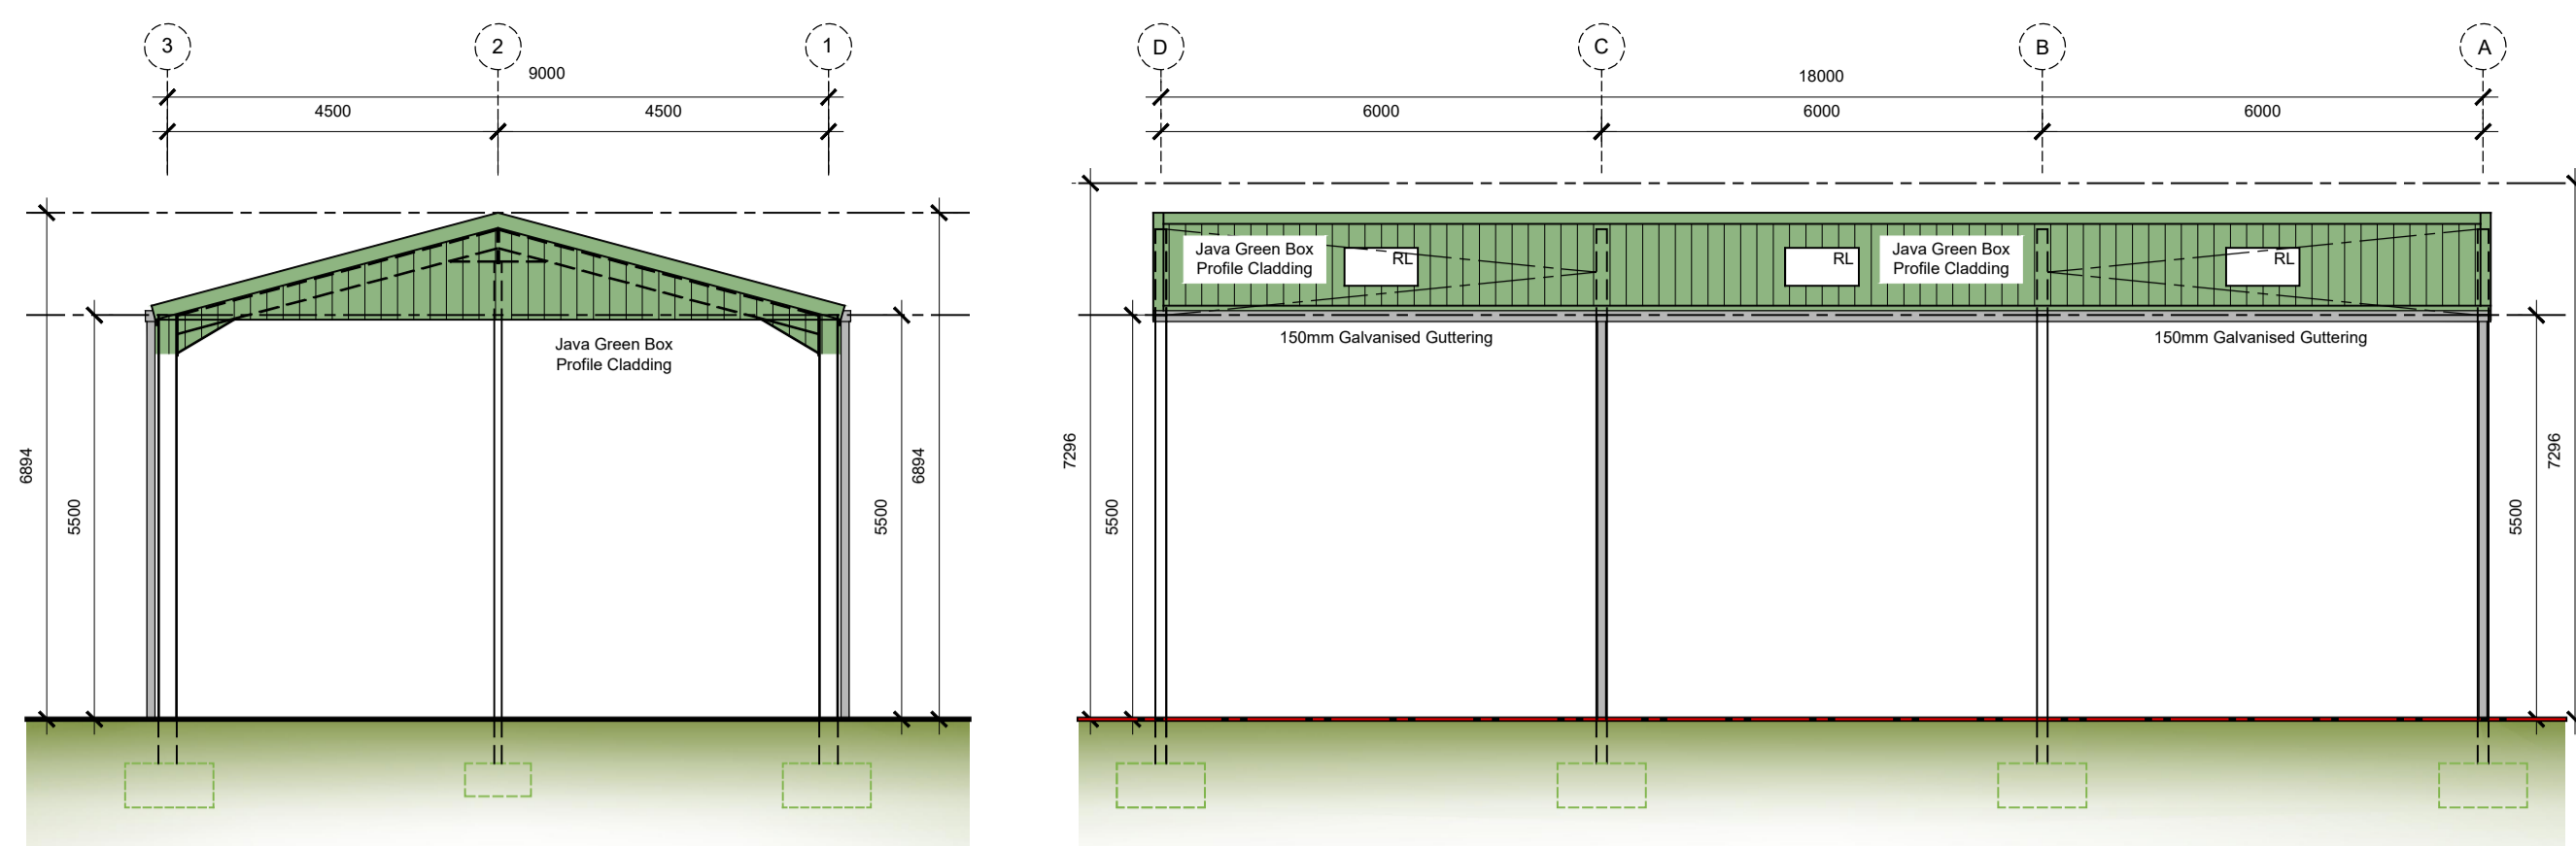 3
2
1
9000
4500
4500
6894
5500
5500
6894
Java Green Box
Profile Cladding
D
C
B
A
18000
6000
6000
6000
Java Green Box
Profile Cladding
RL
RL
Java Green Box
Profile Cladding
RL
150mm Galvanised Guttering
150mm Galvanised Guttering
7296
5500
5500
7296